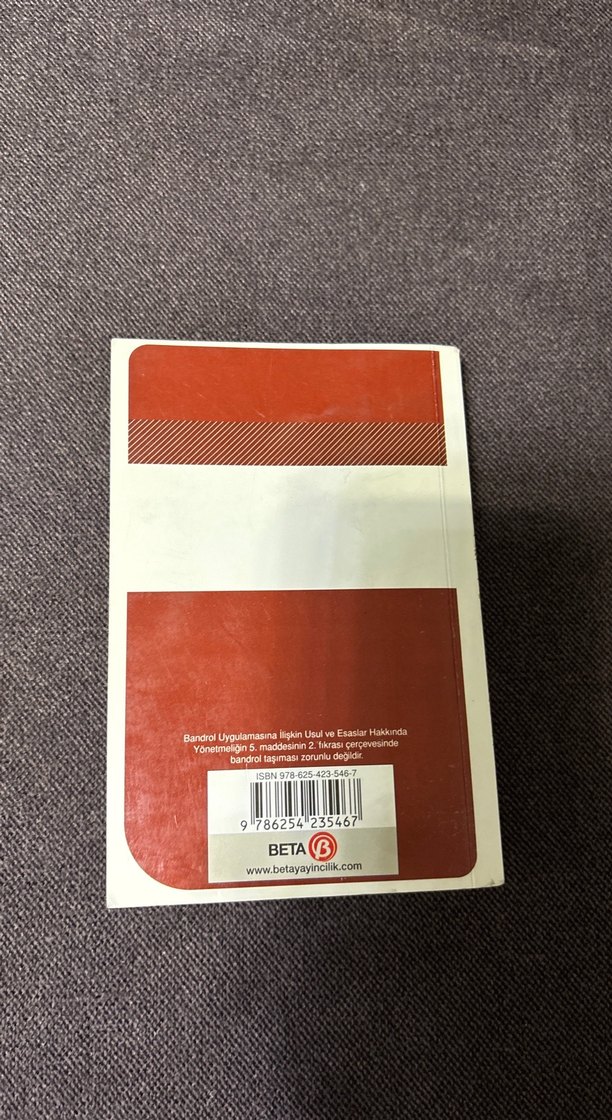 Bandrol Uygulamasına İlişkin Usul ve Esaslar Hakkında
Yönetmeliğin 5. maddesinin 2. fıkrası çerçevesinde
bandrol taşıması zorunlu değildir.
ISBN 978-625-423-546-7
9 786254 235467
BETA β
www.betayayincilik.com